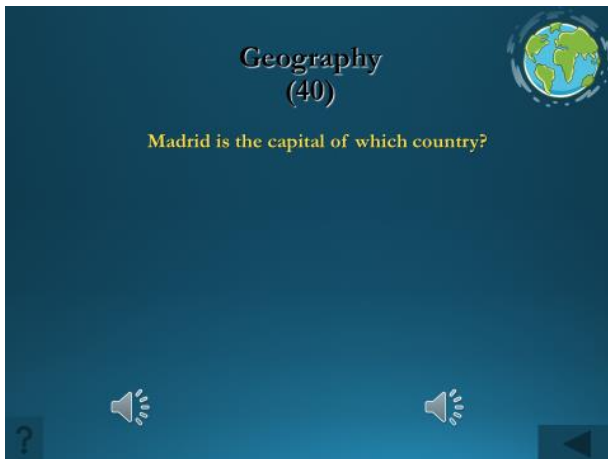 Geography
(40)
Madrid is the capital of which country?
?